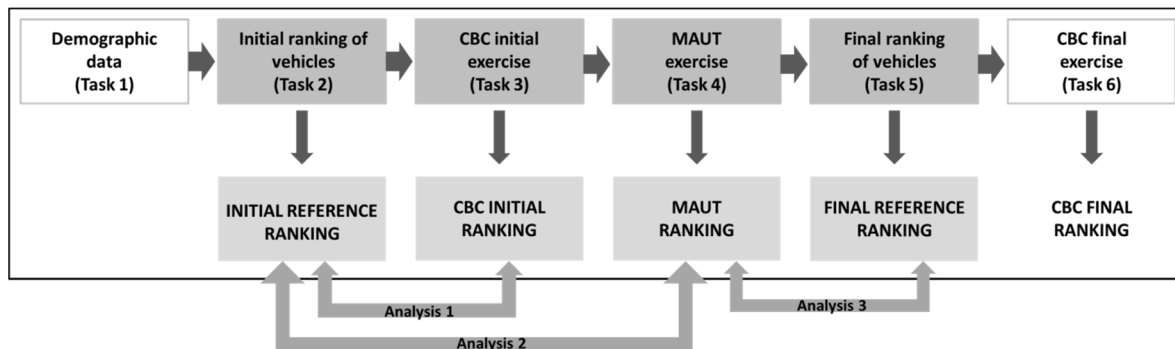 Demographic
data
(Task 1)
Initial ranking of
vehicles
(Task 2)
CBC initial
exercise
(Task 3)
MAUT
exercise
(Task 4)
Final ranking
of vehicles
(Task 5)
CBC final
exercise
(Task 6)
INITIAL REFERENCE
RANKING
CBC INITIAL
RANKING
MAUT
RANKING
FINAL REFERENCE
RANKING
CBC FINAL
RANKING
Analysis 1
Analysis 3
Analysis 2